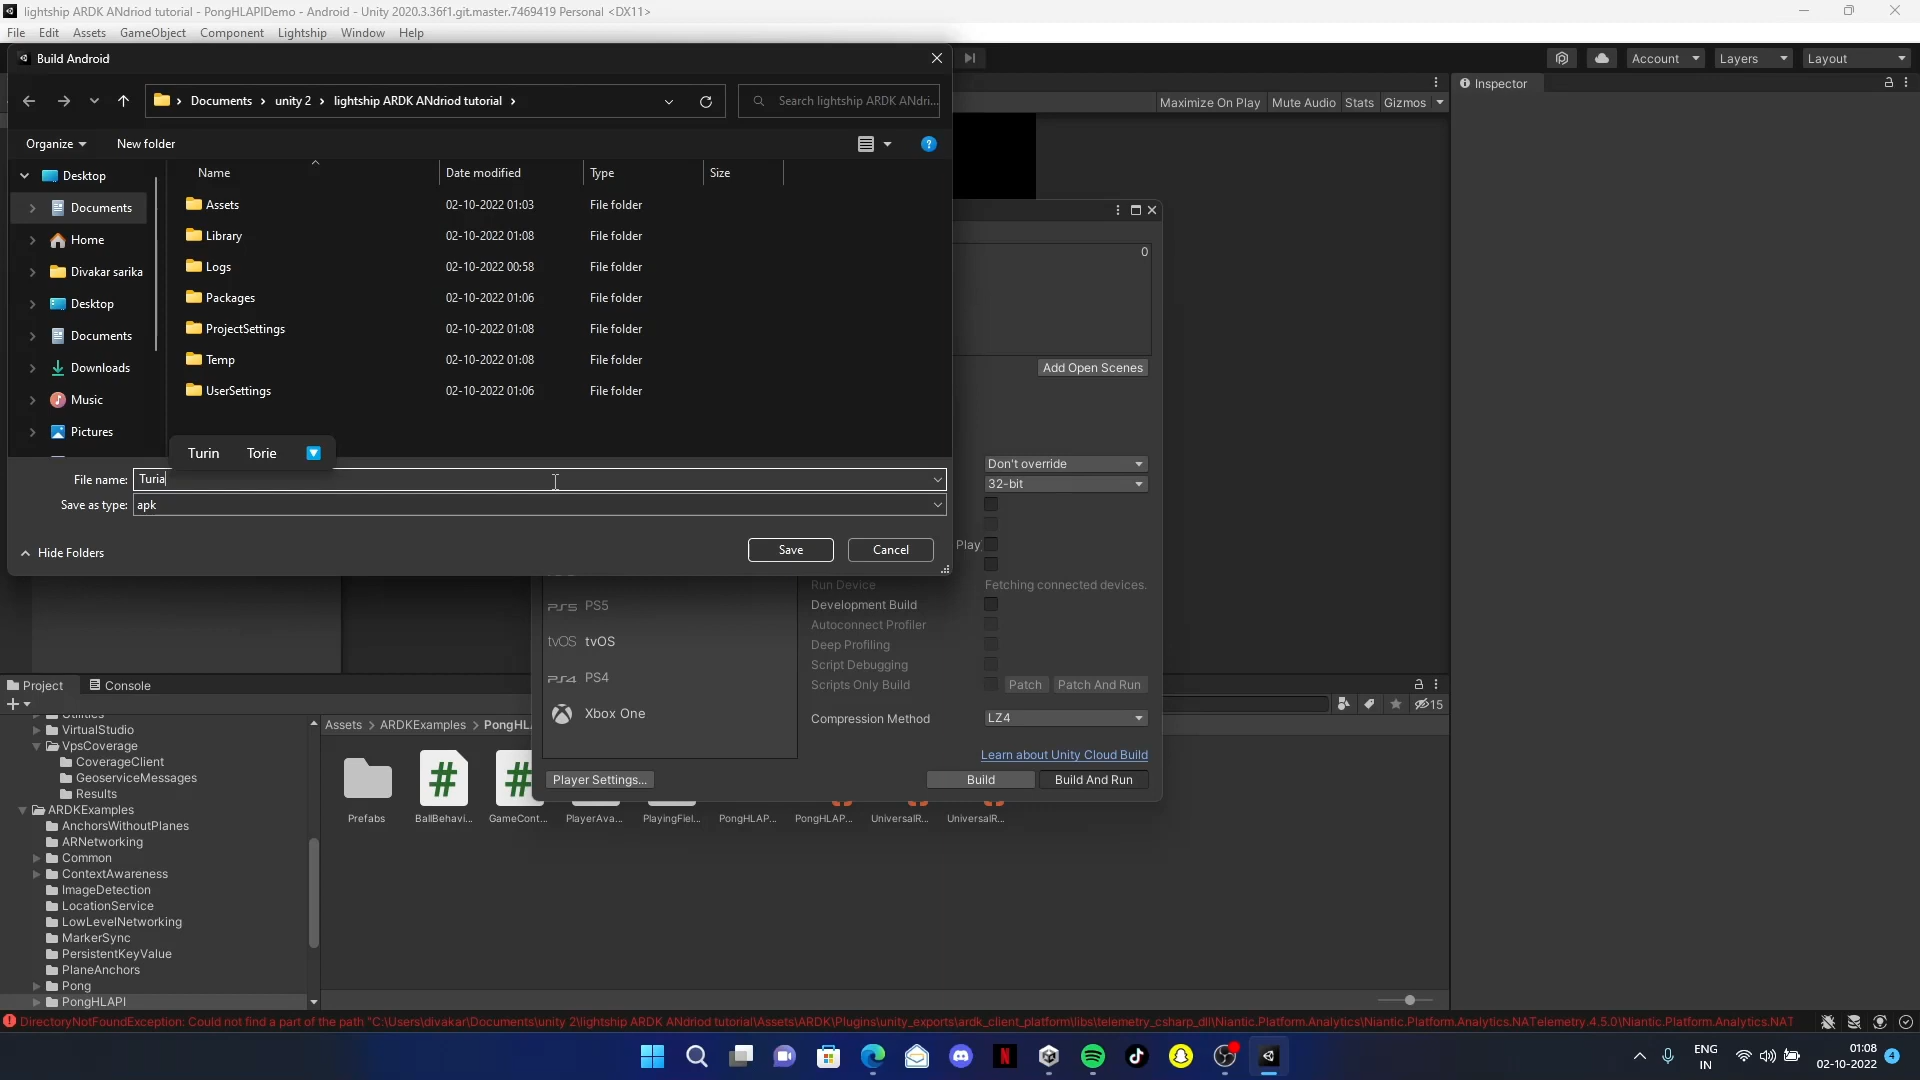 lightship ARDK ANdriod tutorial - PongHLAPIDemo - Android - Unity 2020.3.36f1.git.master.7469419 Personal <DX11>
File Edit Assets GameObject Component Lightship Window Help
Build Android
Account Layers Layout
Documents > unity 2 > lightship ARDK ANdriod tutorial >
Search lightship ARDK ANdri...
Inspector
Maximize On Play Mute Audio Stats Gizmos
Organize New folder
Name Date modified Type Size
Desktop
Documents
Home
Divakar sarika
Desktop
Documents
Downloads
Music
Pictures
Assets 02-10-2022 01:03 File folder
Library 02-10-2022 01:08 File folder
Logs 02-10-2022 00:58 File folder
Packages 02-10-2022 01:06 File folder
ProjectSettings 02-10-2022 01:08 File folder
Temp 02-10-2022 01:08 File folder
UserSettings 02-10-2022 01:06 File folder
Turin Torie
File name: Turia
Save as type: apk
Hide Folders Save Cancel
0
Add Open Scenes
Don't override
32-bit
Play
Run Device Fetching connected devices.
Development Build
Autoconnect Profiler
Deep Profiling
Script Debugging
Scripts Only Build Patch Patch And Run
Compression Method LZ4
Learn about Unity Cloud Build
Player Settings... Build Build And Run
PS5 PS5
tvOS tvOS
PS4 PS4
Xbox One
Project Console
15
VirtualStudio
VpsCoverage
CoverageClient
GeoserviceMessages
Results
ARDKExamples
AnchorsWithoutPlanes
ARNetworking
Common
ContextAwareness
ImageDetection
LocationService
LowLevelNetworking
MarkerSync
PersistentKeyValue
PlaneAnchors
Pong
PongHLAPI
Assets > ARDKExamples > PongHL
Prefabs BallBehavi... GameCont... PlayerAva... PlayingFiel... PongHLAP... PongHLAP... UniversalR... UniversalR...
DirectoryNotFoundException: Could not find a part of the path "C:\Users\divakar\Documents\unity 2\lightship ARDK ANdriod tutorial\Assets\ARDK\Plugins\unity_exports\ardk_client_platform\libs\telemetry_csharp_dll\Niantic.Platform.Analytics\Niantic.Platform.Analytics.NATelemetry.4.5.0\Niantic.Platform.Analytics.NAT
ENG
IN
01:08
02-10-2022
4